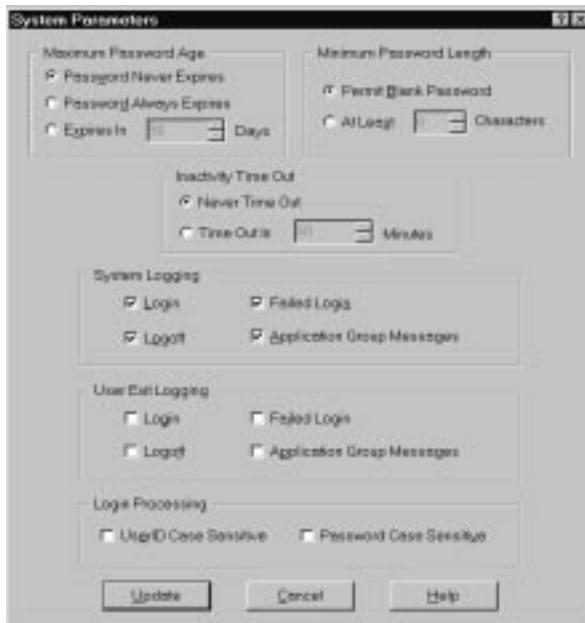 System Parameters
Maximum Password Age
Password Never Expires
Password Always Expires
Expires In
Days
Minimum Password Length
Permit Blank Password
At Least
Characters
Inactivity Time Out
Never Time Out
Time Out In
Minutes
System Logging
Login
Failed Login
Logoff
Application Group Messages
User Exit Logging
Login
Failed Login
Logoff
Application Group Messages
Login Processing
UserID Case Sensitive
Password Case Sensitive
Update
Cancel
Help